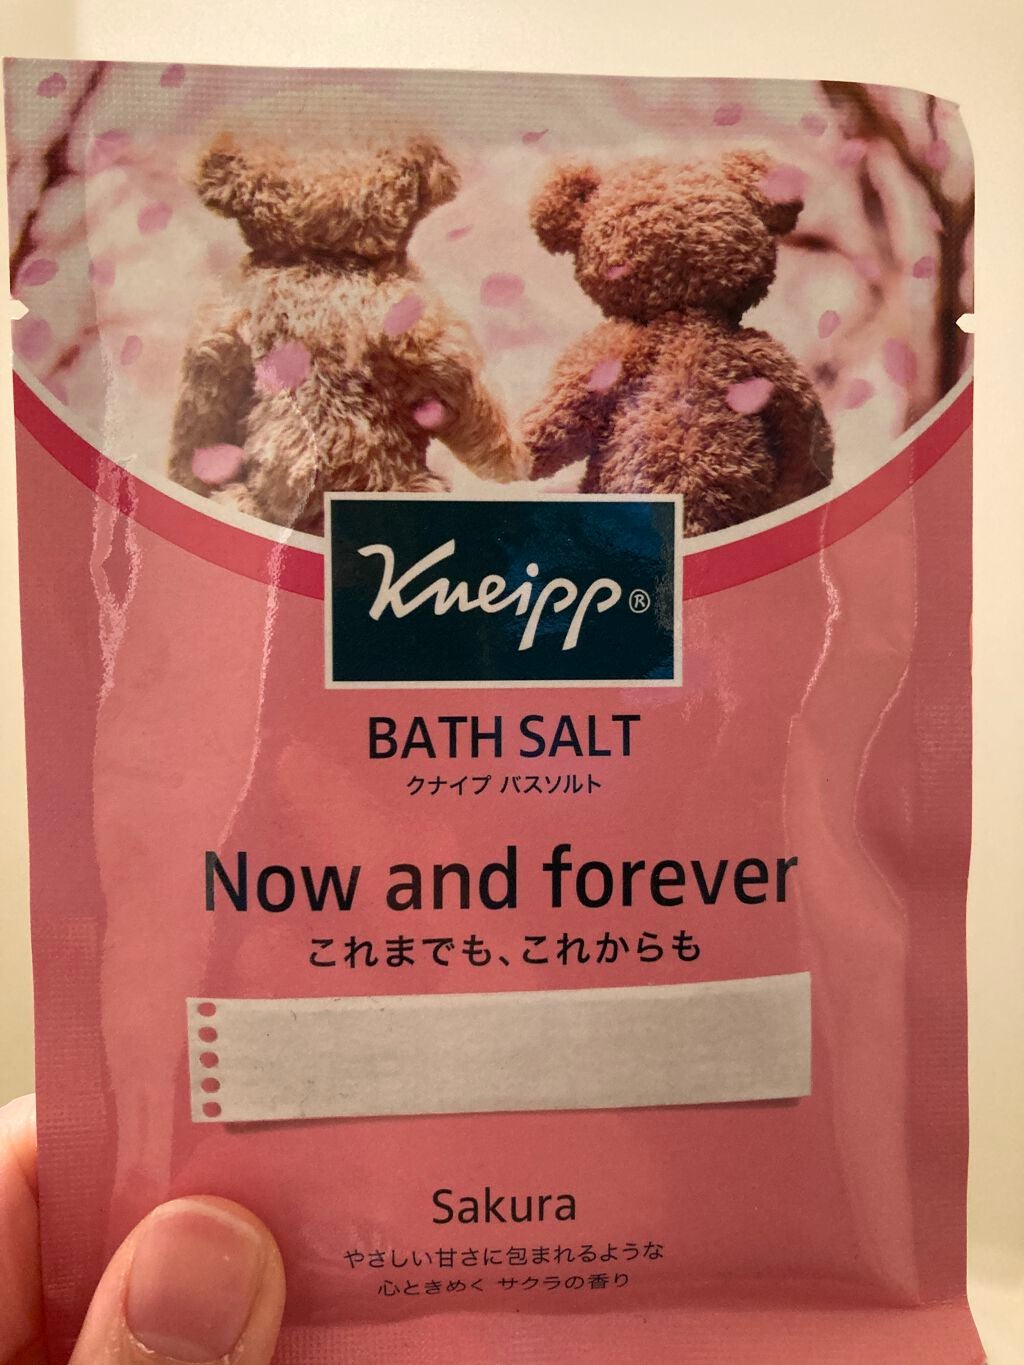 Kneipp®
BATH SALT
クナイプ バスソルト
Now and forever
これまでも、これからも
Sakura
やさしい甘さに包まれるような
心ときめく サクラの香り